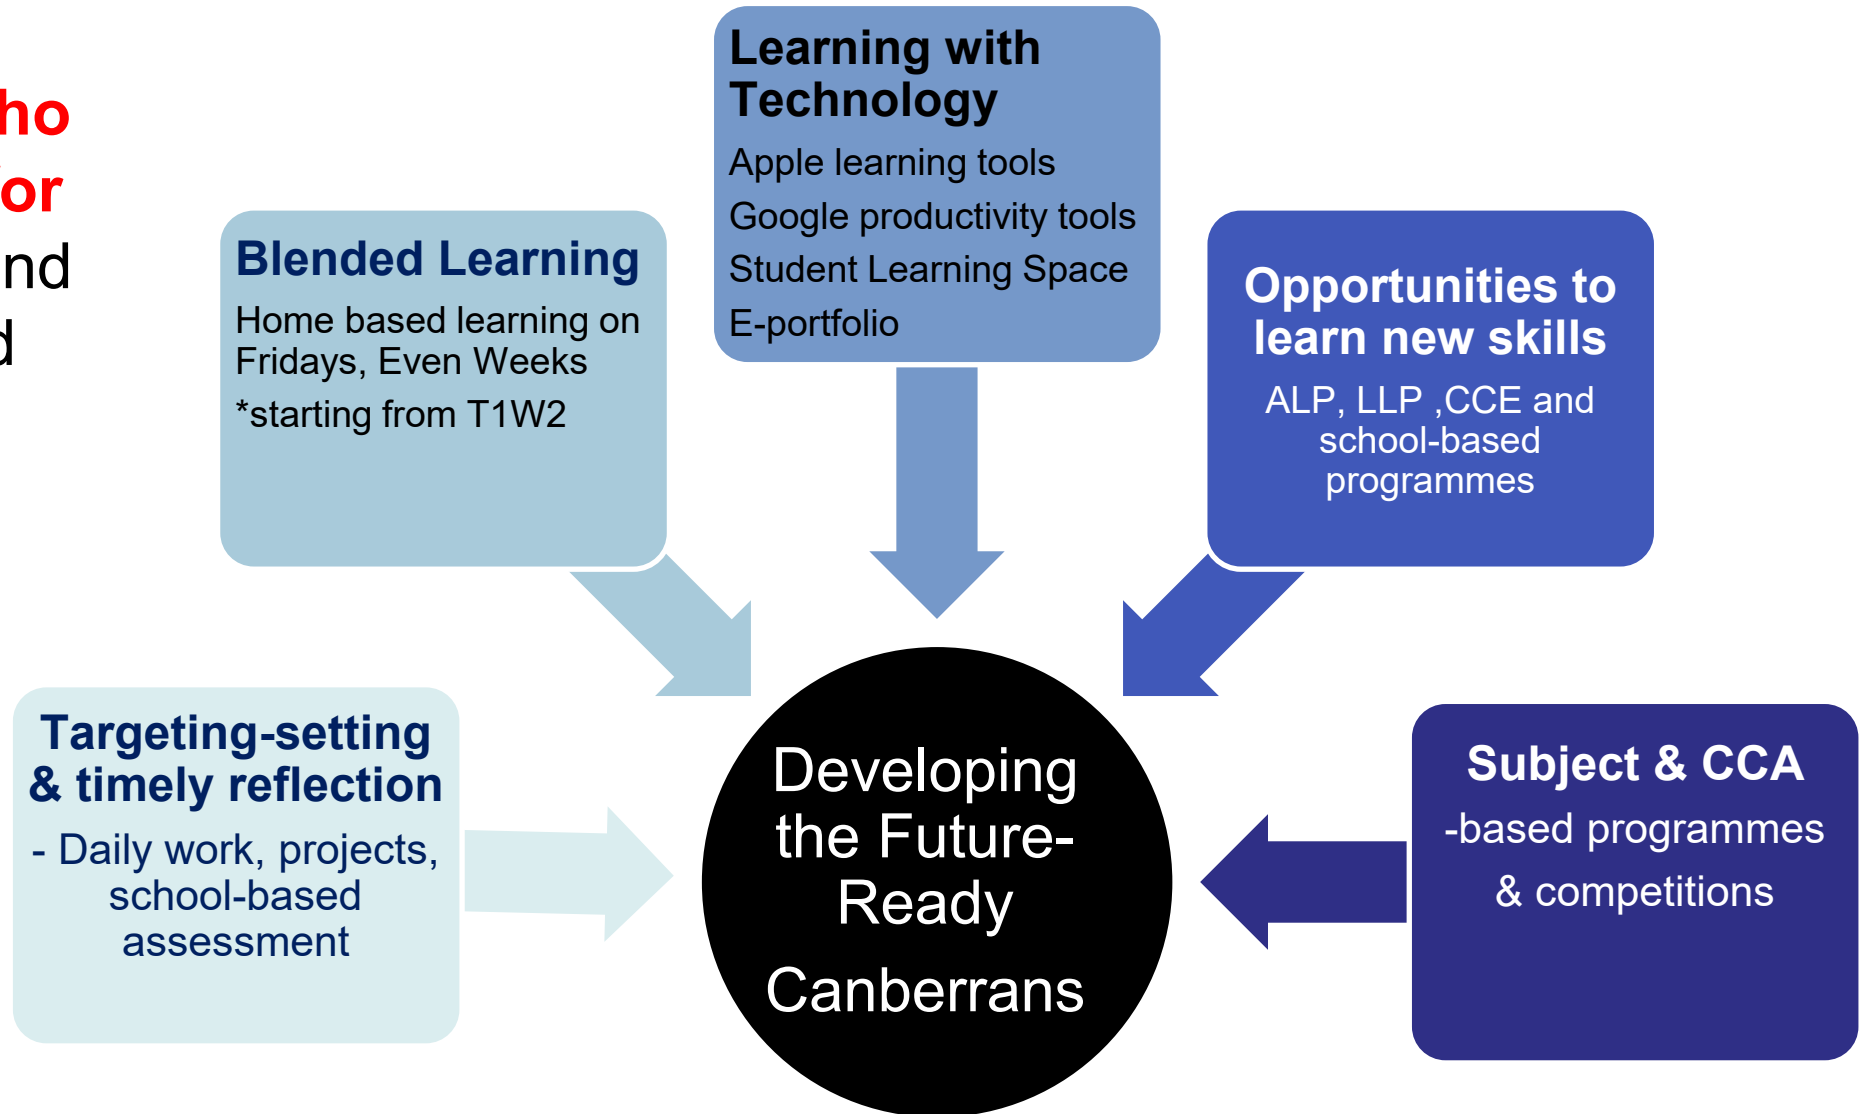 ho
for
nd
d
Learning with
Technology
Apple learning tools
Google productivity tools
Student Learning Space
E-portfolio
Blended Learning
Home based learning on
Fridays, Even Weeks
*starting from T1W2
Opportunities to
learn new skills
ALP, LLP ,CCE and
school-based
programmes
Targeting-setting
& timely reflection
- Daily work, projects,
school-based
assessment
Developing
the Future-
Ready
Canberrans
Subject & CCA
-based programmes
& competitions